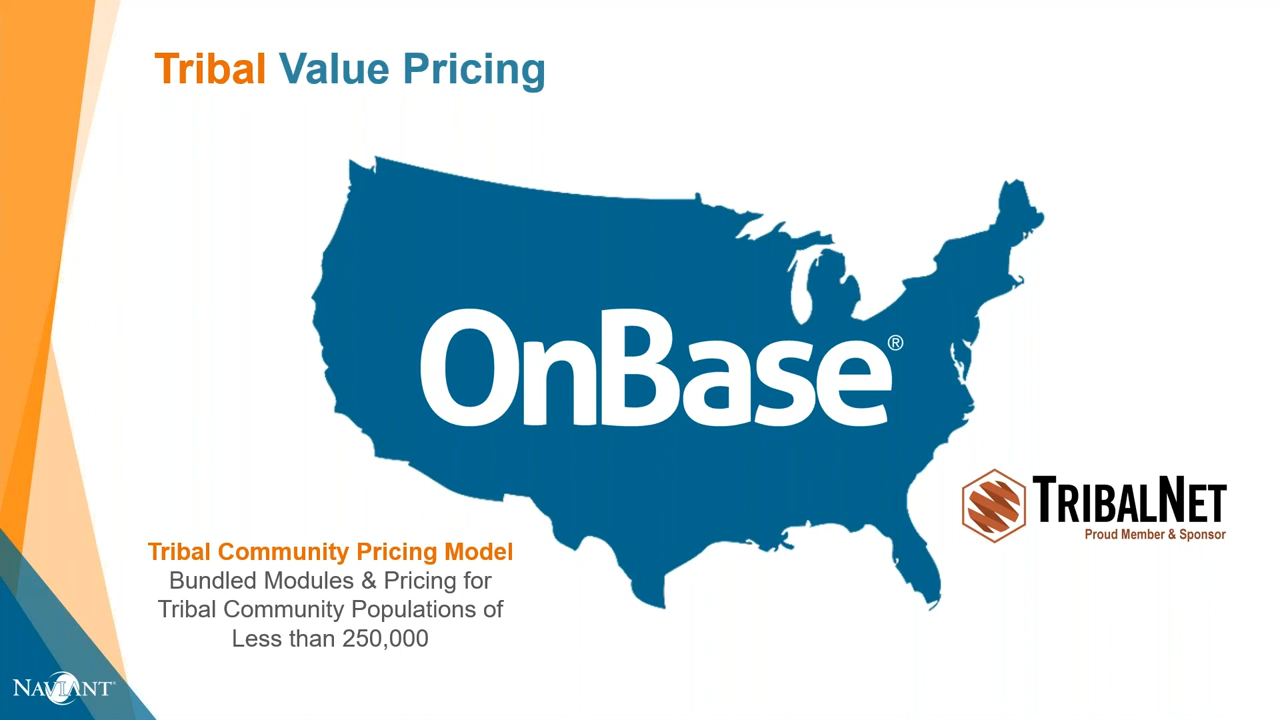 Tribal Value Pricing
OnBase®
TRIBALNET
Proud Member & Sponsor
Tribal Community Pricing Model
Bundled Modules & Pricing for
Tribal Community Populations of
Less than 250,000
NAVIANT®